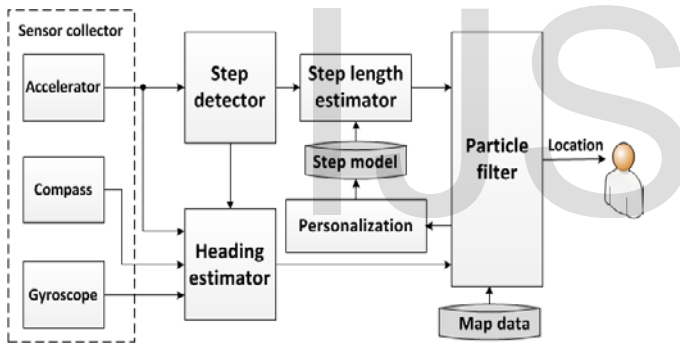 Sensor collector
Accelerator
Compass
Gyroscope
Step
detector
Heading
estimator
Step length
estimator
Step model
Personalization
Particle
filter
Map data
Location
IJS